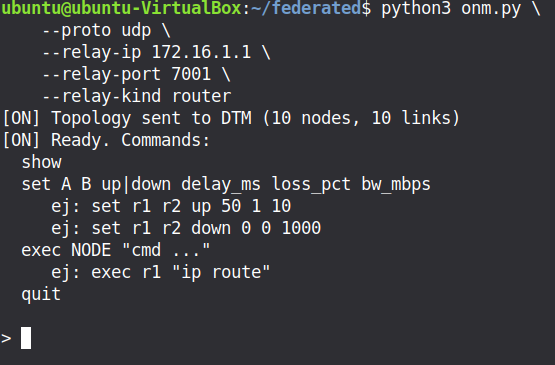 ubuntu@ubuntu-VirtualBox:~/federated$ python3 onm.py \
    --proto udp \
    --relay-ip 172.16.1.1 \
    --relay-port 7001 \
    --relay-kind router
[ON] Topology sent to DTM (10 nodes, 10 links)
[ON] Ready. Commands:
  show
  set A B up|down delay_ms loss_pct bw_mbps
     ej: set r1 r2 up 50 1 10
     ej: set r1 r2 down 0 0 1000
  exec NODE "cmd ..."
     ej: exec r1 "ip route"
  quit
>